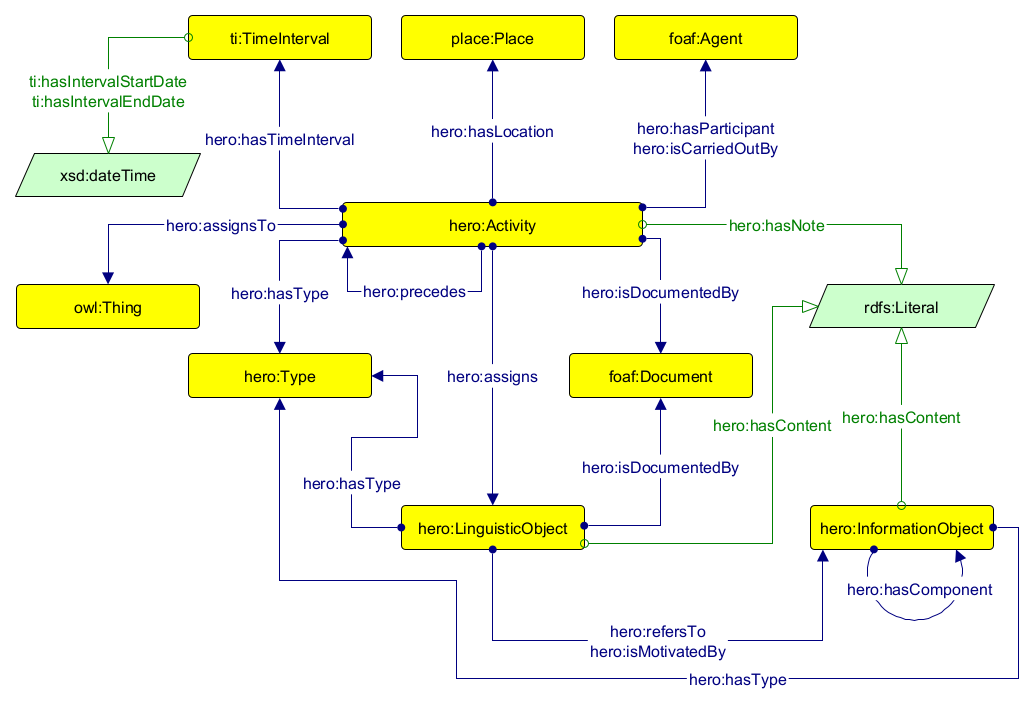 ti:TimeInterval
place:Place
foaf:Agent
ti:hasIntervalStartDate
ti:hasIntervalEndDate
hero:hasTimeInterval
hero:hasLocation
hero:hasParticipant
hero:isCarriedOutBy
xsd:dateTime
hero:assignsTo
hero:Activity
hero:hasNote
hero:hasType
hero:precedes
hero:isDocumentedBy
owl:Thing
rdfs:Literal
hero:Type
hero:assigns
foaf:Document
hero:hasContent
hero:hasContent
hero:hasType
hero:isDocumentedBy
hero:LinguisticObject
hero:InformationObject
hero:hasComponent
hero:refersTo
hero:isMotivatedBy
hero:hasType